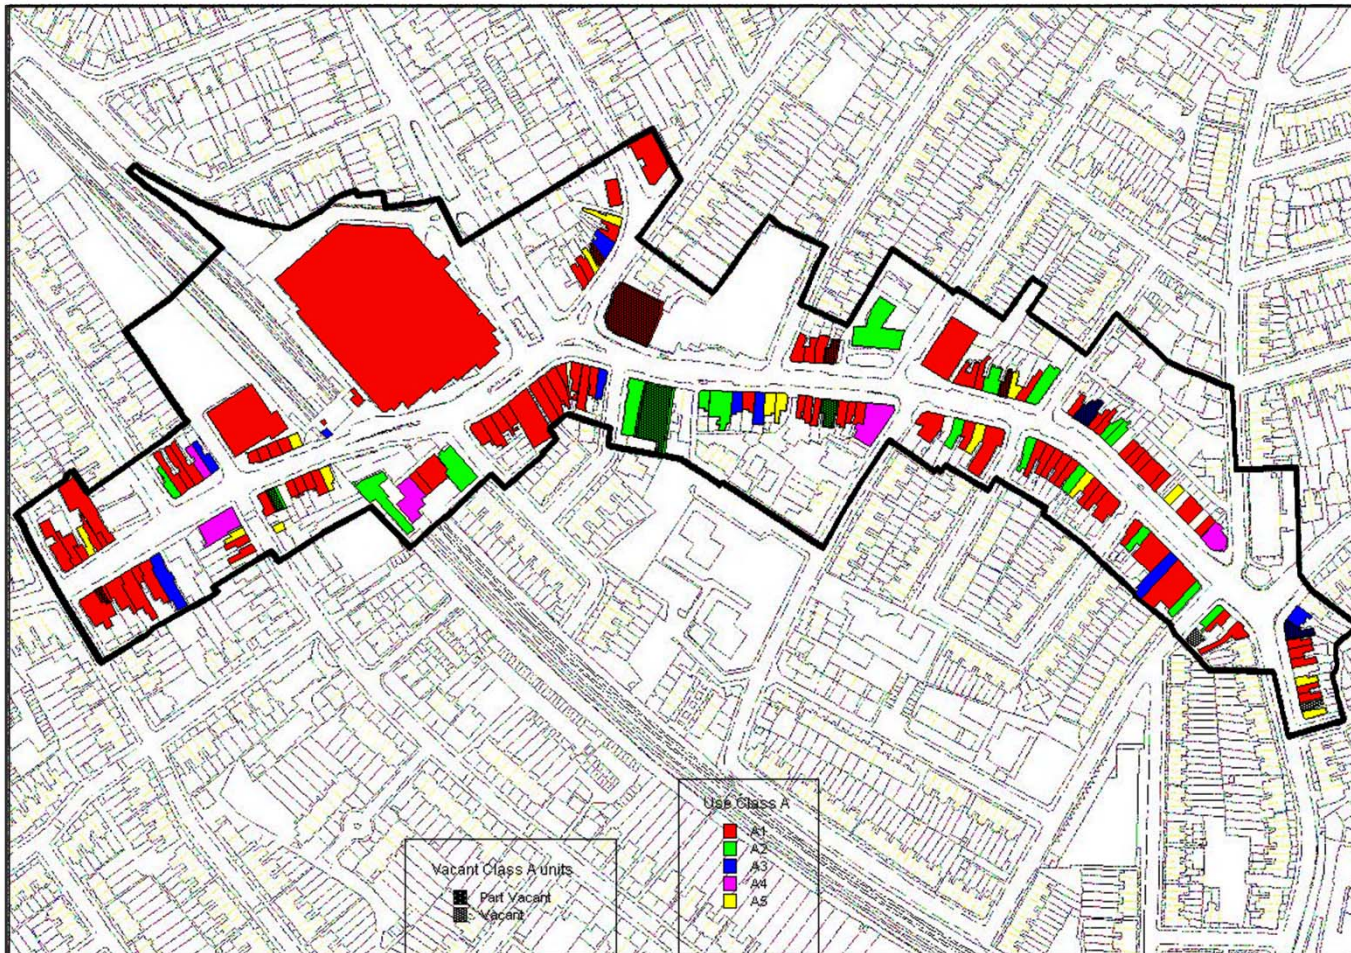 Vacant Class A units
Part Vacant
Vacant
Use Class A
A1
A2
A3
A4
A5